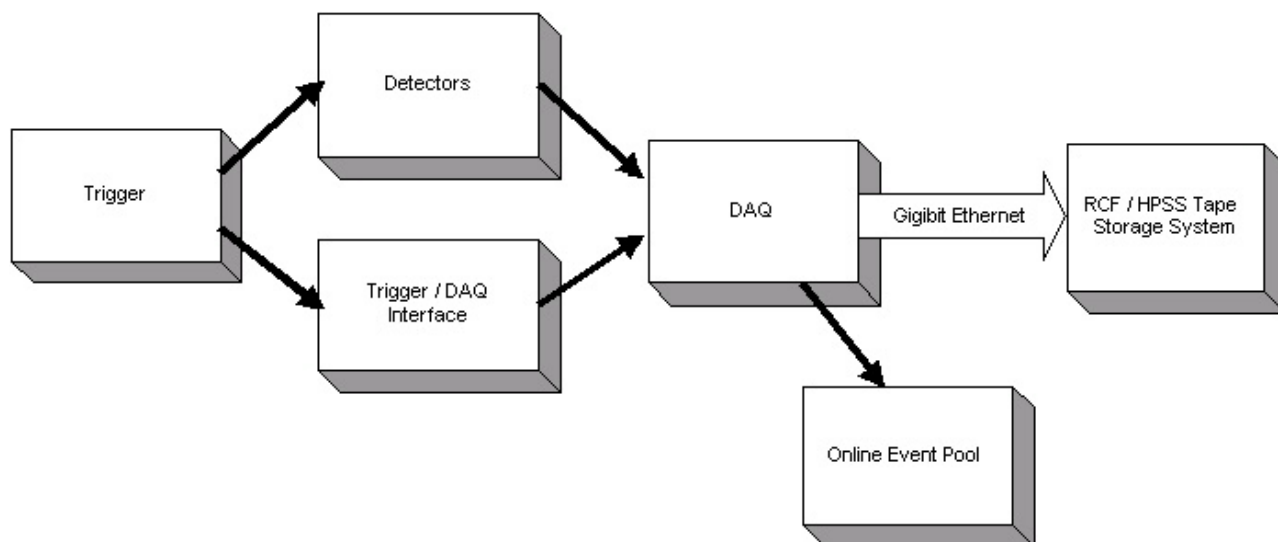 Detectors
Trigger
DAQ
Gigibit Ethernet
RCF / HPSS Tape
Storage System
Trigger / DAQ
Interface
Online Event Pool